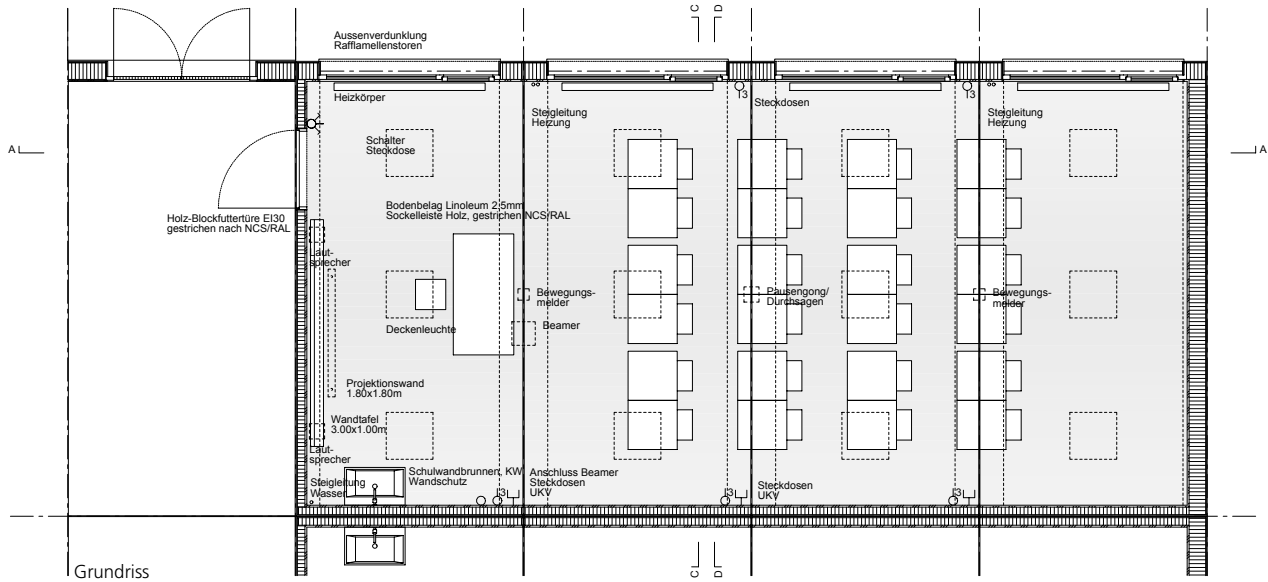 C
D
Aussenverdunklung
Rafflamellenstoren
Heizkörper
Steigleitung
Herzung
I3
Steckdosen
I3
Steigleitung
Herzung
Schalter
Steckdose
A
A
Bodenbelag Linoleum 2,5mm
Sockelleiste Holz, gestrichen NCS/RAL
Holz-Blockfuttertüre EI30
gestrichen nach NCS/RAL
Laut-
sprecher
Bewegungs-
melder
Pausengong/
Durchsagen
Bewegungs-
melder
Deckenleuchte
Beamer
Projektionswand
1.80x1.80m
Wandtafel
3.00x1.00m
Laut-
sprecher
Steigleitung
Wasser
Schulwandbrunnen, KW
Wandschutz
I3
Anschluss Beamer
Steckdosen
UKV
I3
Steckdosen
UKV
I3
C
D
Grundriss